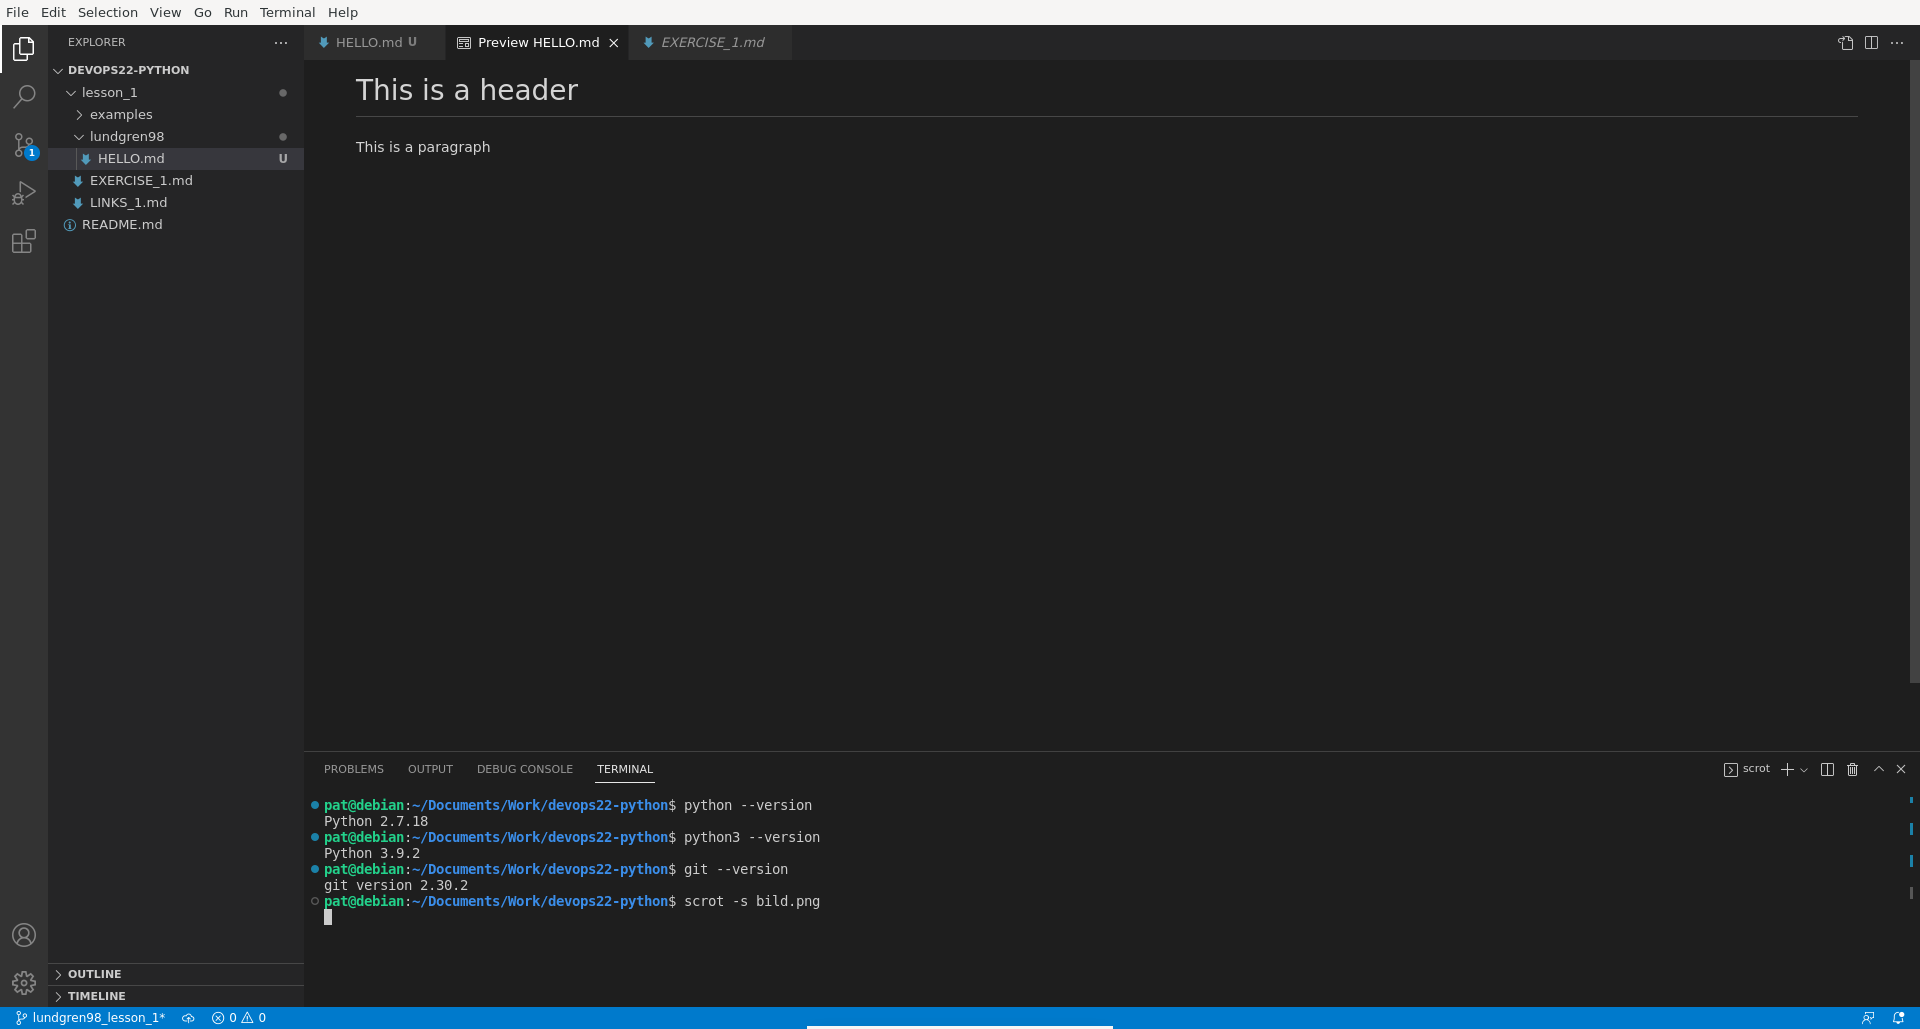 File Edit Selection View Go Run Terminal Help
EXPLORER
HELLO.md U
Preview HELLO.md
EXERCISE_1.md
DEVOPS22-PYTHON
lesson_1
examples
lundgren98
HELLO.md U
EXERCISE_1.md
LINKS_1.md
README.md
1
This is a header
This is a paragraph
PROBLEMS OUTPUT DEBUG CONSOLE TERMINAL
scrot
pat@debian:~/Documents/Work/devops22-python$ python --version
Python 2.7.18
pat@debian:~/Documents/Work/devops22-python$ python3 --version
Python 3.9.2
pat@debian:~/Documents/Work/devops22-python$ git --version
git version 2.30.2
pat@debian:~/Documents/Work/devops22-python$ scrot -s bild.png
OUTLINE
TIMELINE
lundgren98_lesson_1* 0 0